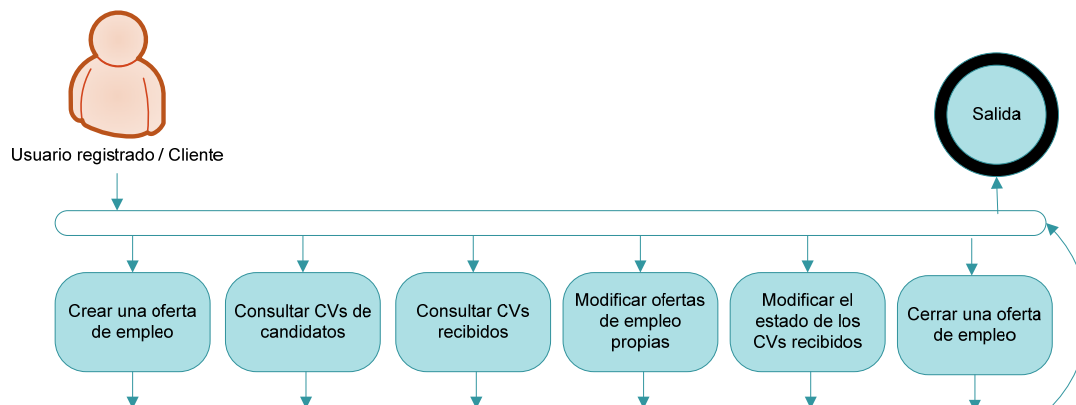 Usuario registrado / Cliente
Salida
Crear una oferta
de empleo
Consultar CVs de
candidatos
Consultar CVs
recibidos
Modificar ofertas
de empleo
propias
Modificar el
estado de los
CVs recibidos
Cerrar una oferta
de empleo